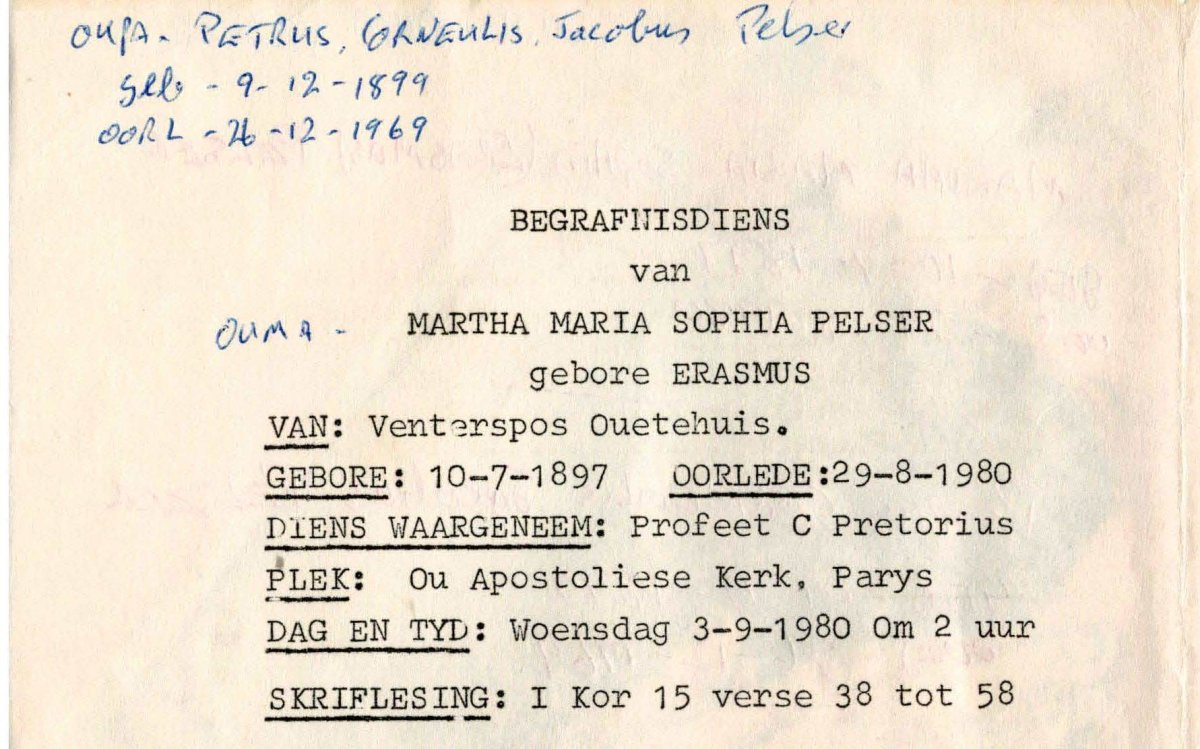 OUPA - PETRUS, CORNEULIS, Jacobus Pelser
geb - 9-12-1899
OORL - 26-12-1969
BEGRAFNISDIENS
van
OUMA - MARTHA MARIA SOPHIA PELSER
gebore ERASMUS
VAN: Venterspos Ouetehuis.
GEBORE: 10-7-1897 OORLEDE:29-8-1980
DIENS WAARGENEEM: Profeet C Pretorius
PLEK: Ou Apostoliese Kerk, Parys
DAG EN TYD: Woensdag 3-9-1980 Om 2 uur
SKRIFLESING: I Kor 15 verse 38 tot 58